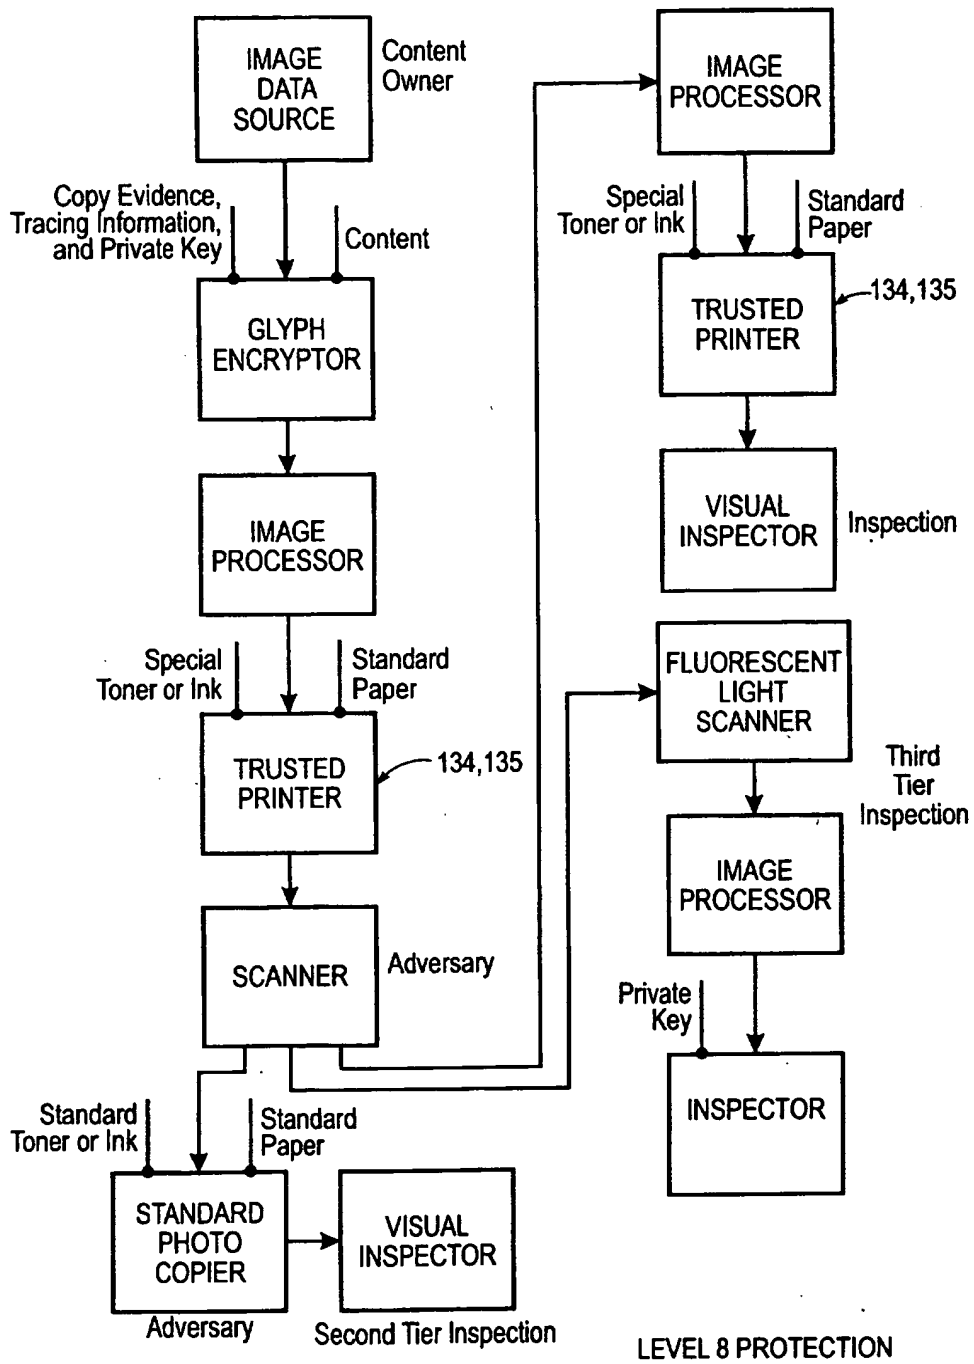 IMAGE
DATA
SOURCE
Content
Owner
Copy Evidence,
Tracing Information,
and Private Key
Content
GLYPH
ENCRYPTOR
IMAGE
PROCESSOR
Special
Toner or Ink
Standard
Paper
TRUSTED
PRINTER
134,135
SCANNER
Adversary
Standard
Toner or Ink
Standard
Paper
STANDARD
PHOTO
COPIER
Adversary
VISUAL
INSPECTOR
Second Tier Inspection
IMAGE
PROCESSOR
Special
Toner or Ink
Standard
Paper
TRUSTED
PRINTER
134,135
VISUAL
INSPECTOR
Inspection
FLUORESCENT
LIGHT
SCANNER
Third
Tier
Inspection
IMAGE
PROCESSOR
Private
Key
INSPECTOR
LEVEL 8 PROTECTION